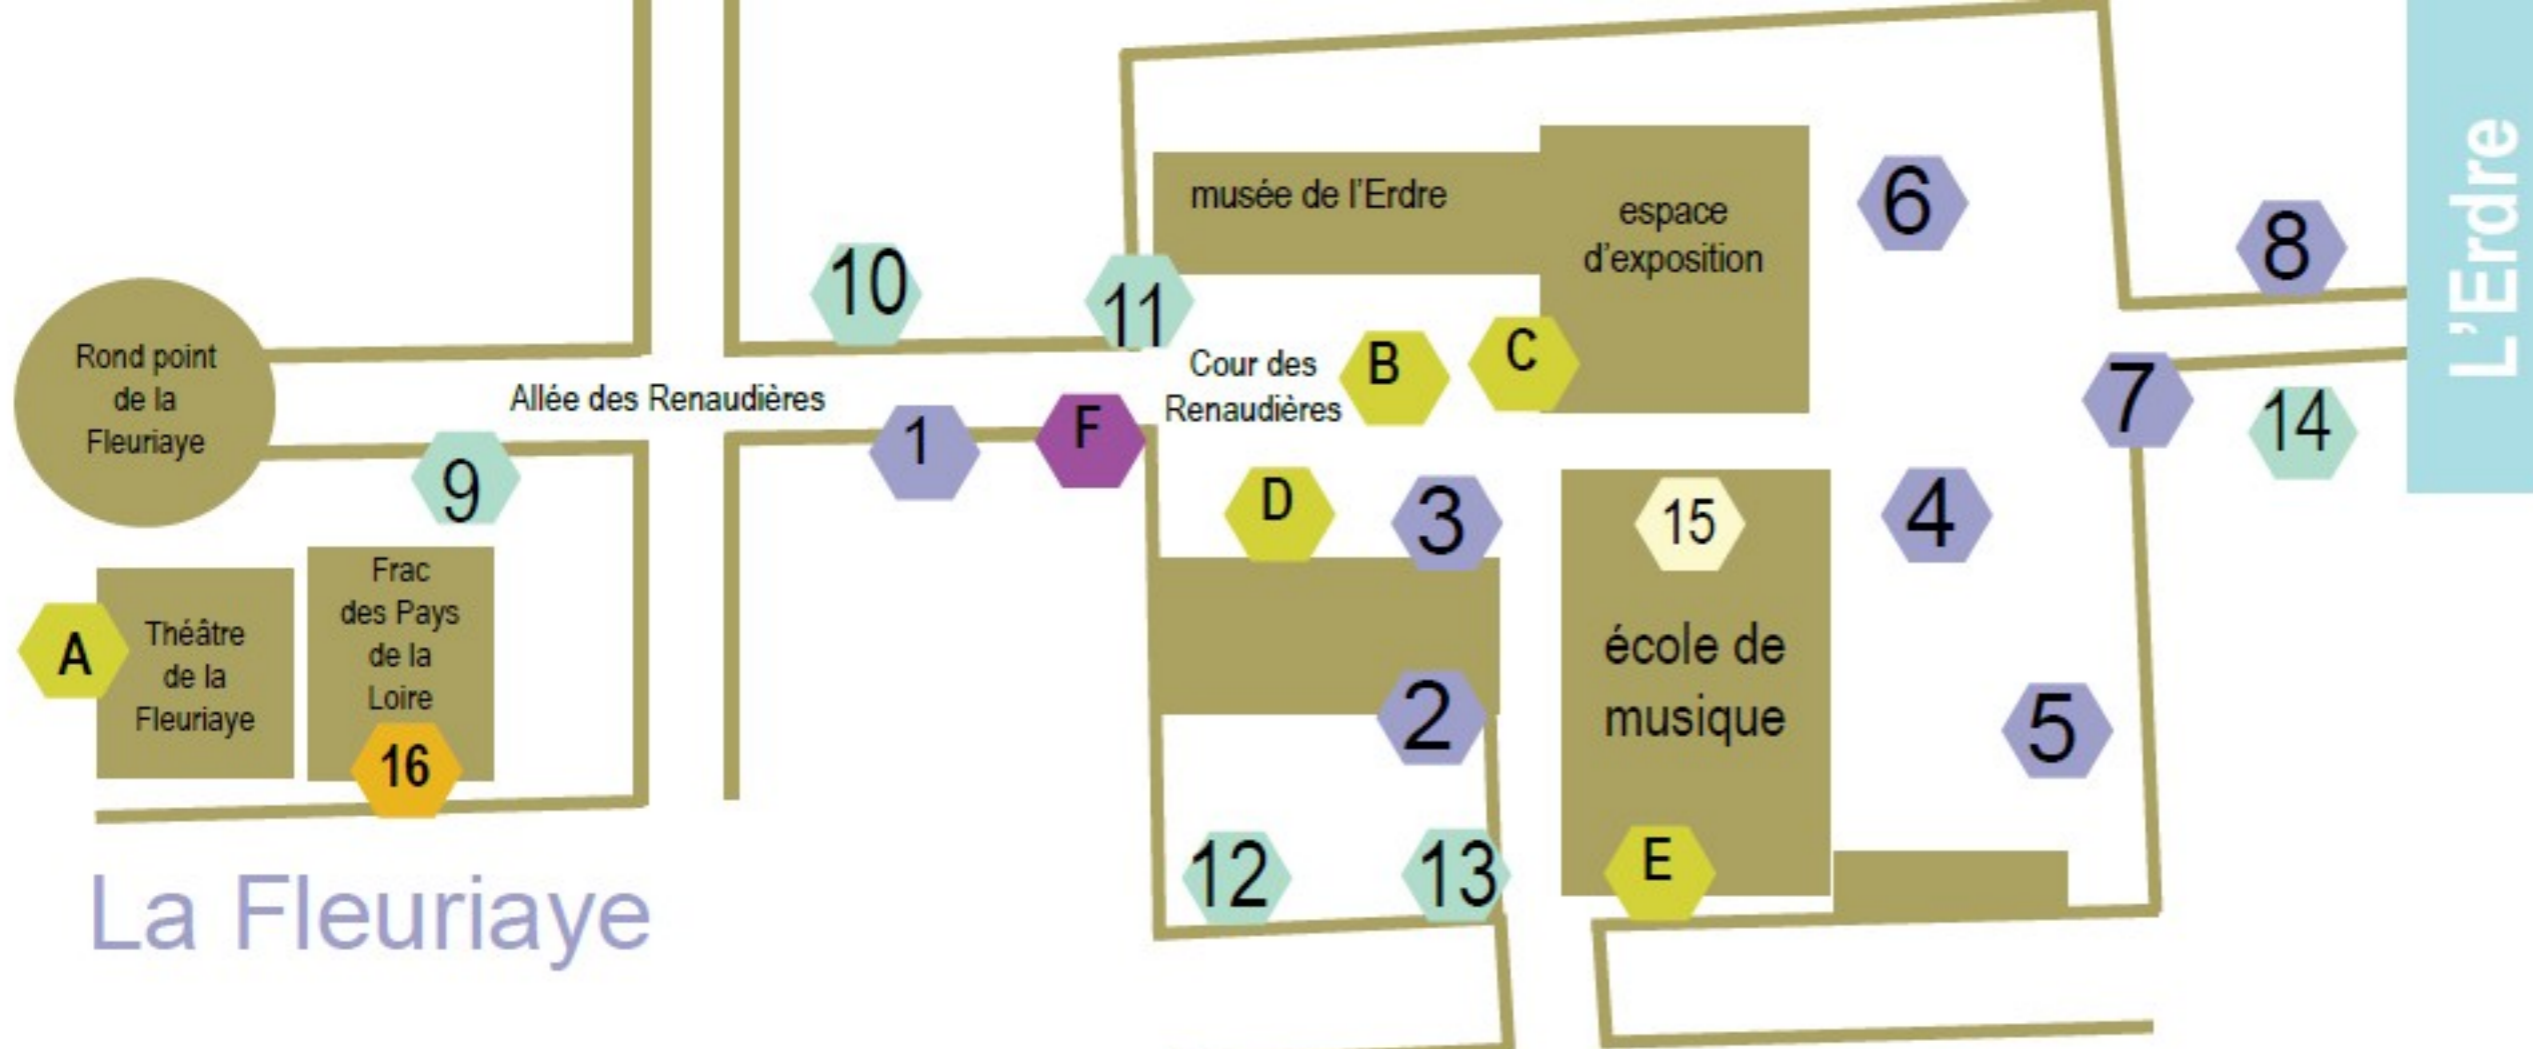 musée de l'Erdre
espace
d'exposition
6
8
L'Erdre
10
11
Rond point
de la
Fleuriaye
Allée des Renaudières
Cour des
Renaudières
B
C
7
14
9
1
F
D
3
15
4
A
Théâtre
de la
Fleuriaye
Frac
des Pays
de la
Loire
16
école de
musique
2
5
12
13
E
La Fleuriaye